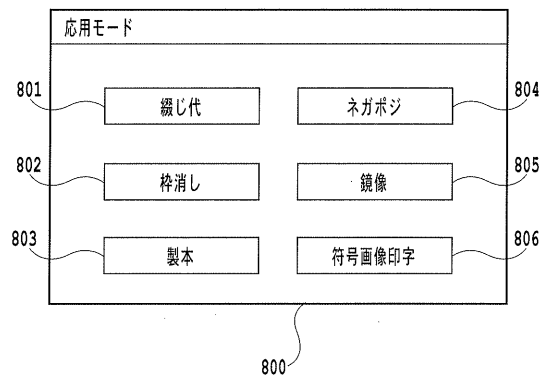 応用モード
801 綴じ代 ネガポジ 804
802 枠消し 鏡像 805
803 製本 符号画像印字 806
800